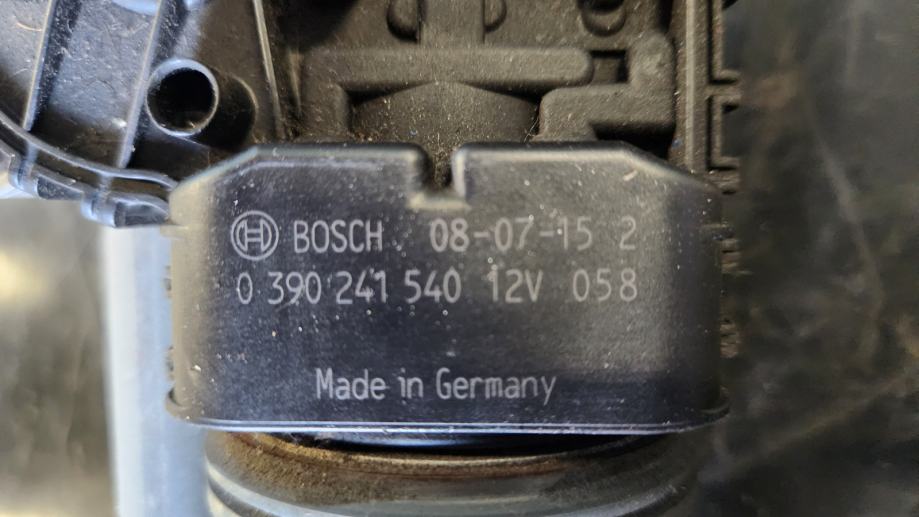 BOSCH 08-07-15 2
0 390 241 540 12V 058
Made in Germany